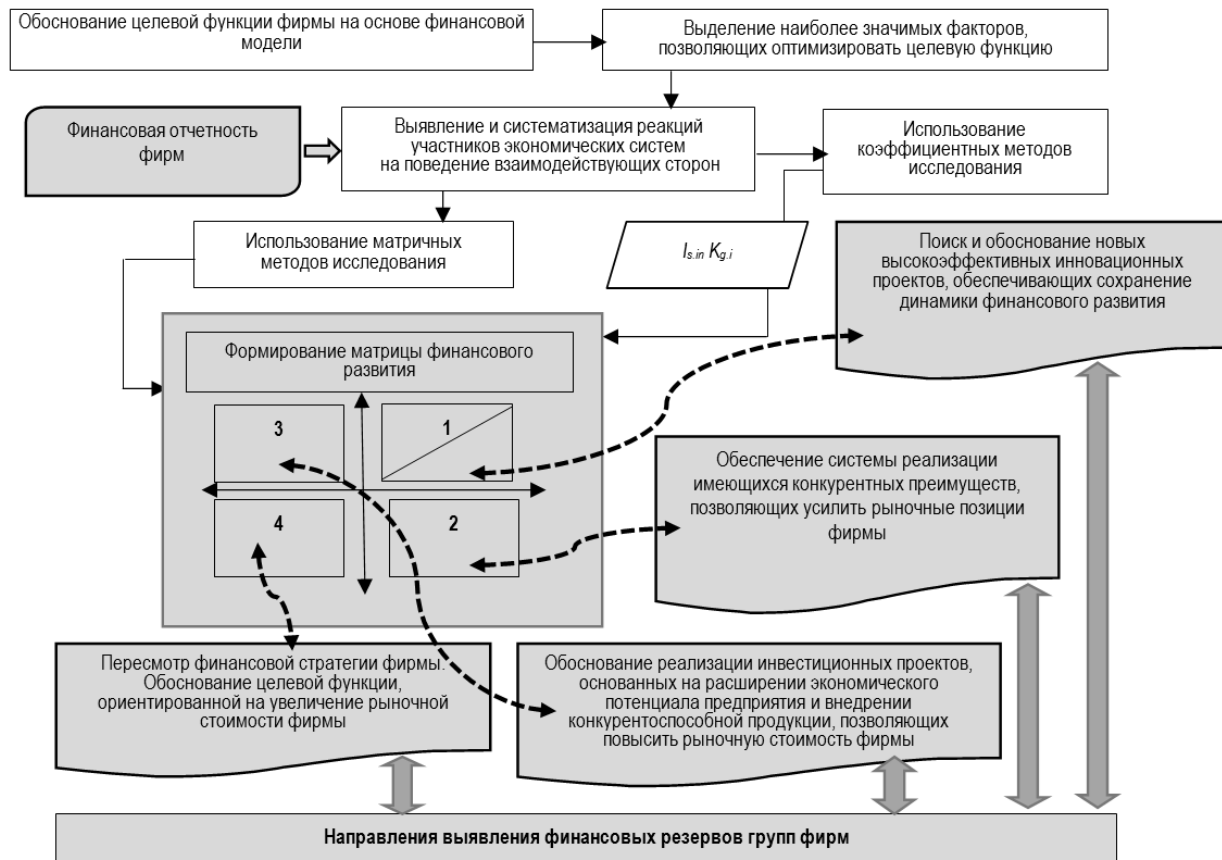 Обоснование целевой функции фирмы на основе финансовой
модели
Выделение наиболее значимых факторов,
позволяющих оптимизировать целевую функцию
Финансовая отчетность
фирм
Выявление и систематизация реакций
участников экономических систем
на поведение взаимодействующих сторон
Использование
коэффициентных методов
исследования
Использование матричных
методов исследования
I s.in K g.i
Поиск и обоснование новых
высокоэффективных инновационных
проектов, обеспечивающих сохранение
динамики финансового развития
Формирование матрицы финансового
развития
3
1
4
2
Обеспечение системы реализации
имеющихся конкурентных преимуществ,
позволяющих усилить рыночные позиции
фирмы
Пересмотр финансовой стратегии фирмы.
Обоснование целевой функции,
ориентированной на увеличение рыночной
стоимости фирмы
Обоснование реализации инвестиционных проектов,
основанных на расширении экономического
потенциала предприятия и внедрении
конкурентоспособной продукции, позволяющих
повысить рыночную стоимость фирмы
Направления выявления финансовых резервов групп фирм